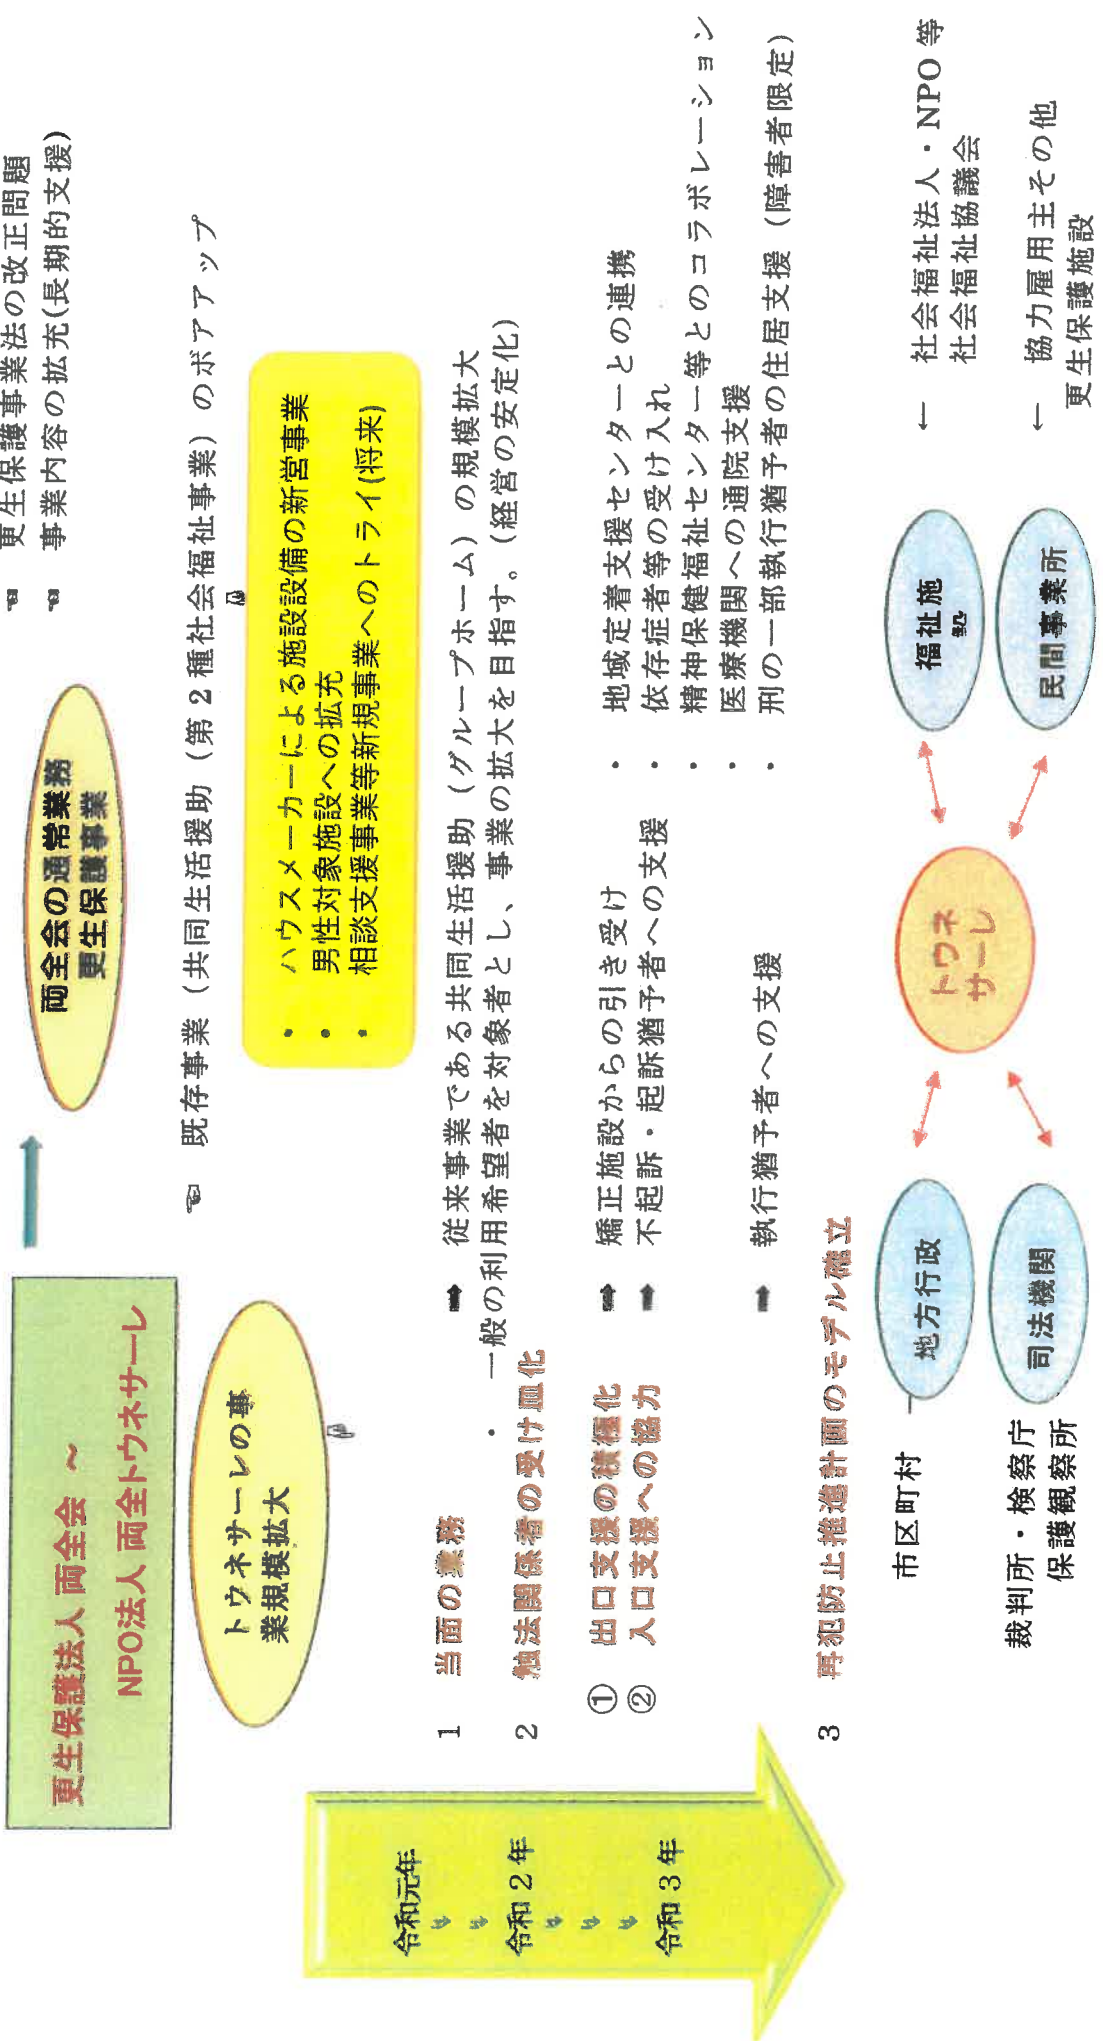 更生保護法人 両全会 ～
NPO法人 両全トウネサーレ
両全会の通常業務
更生保護事業
更生保護事業法の改正問題
事業内容の拡充(長期的支援)
トウネサーレの事
業規模拡大
既存事業（共同生活援助（第２種社会福祉事業）のボアアップ
・ ハウスメーカーによる施設設備の新営事業
・ 男性対象施設への拡充
・ 相談支援事業等新規事業へのトライ(将来)
令和元年
令和２年
令和３年
1 当面の業務
従来事業である共同生活援助（グループホーム）の規模拡大
・ 一般の利用希望者を対象者とし、事業の拡大を目指す。（経営の安定化）
2 触法関係者の受け皿化
① 出口支援の積極化
矯正施設からの引き受け
・ 地域定着支援センターとの連携
② 入口支援への協力
不起訴・起訴猶予者への支援
・ 依存症者等の受け入れ
・ 精神保健福祉センター等とのコラボレーション
・ 医療機関への通院支援
執行猶予者への支援
・ 刑の一部執行猶予者の住居支援（障害者限定）
3 再犯防止推進計画のモデル確立
市区町村
地方行政
トウネ
サーレ
福祉施
設
← 社会福祉法人・NPO 等
社会福祉協議会
裁判所・検察庁
保護観察所
司法機関
民間事業所
← 協力雇用主その他
更生保護施設